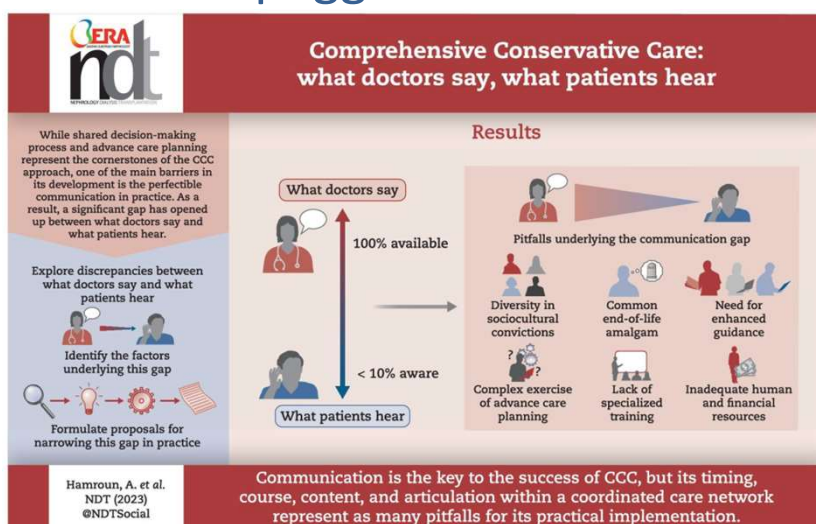 ERA
ndt
NEPHROLOGY DIALYSIS TRANSPLANTATION
Comprehensive Conservative Care:
what doctors say, what patients hear
While shared decision-making
process and advance care planning
represent the cornerstones of the CCC
approach, one of the main barriers in
its development is the perfectible
communication in practice. As a
result, a significant gap has opened
up between what doctors say and
what patients hear.
Explore discrepancies between
what doctors say and what
patients hear
Identify the factors
underlying this gap
Formulate proposals for
narrowing this gap in practice
Results
What doctors say
100% available
< 10% aware
What patients hear
Pitfalls underlying the communication gap
Diversity in
sociocultural
convictions
Common
end-of-life
amalgam
Need for
enhanced
guidance
? ?
Complex exercise
of advance care
planning
Lack of
specialized
training
Inadequate human
and financial
resources
Hamroun, A. et al.
NDT (2023)
@NDTSocial
Communication is the key to the success of CCC, but its timing,
course, content, and articulation within a coordinated care network
represent as many pitfalls for its practical implementation.